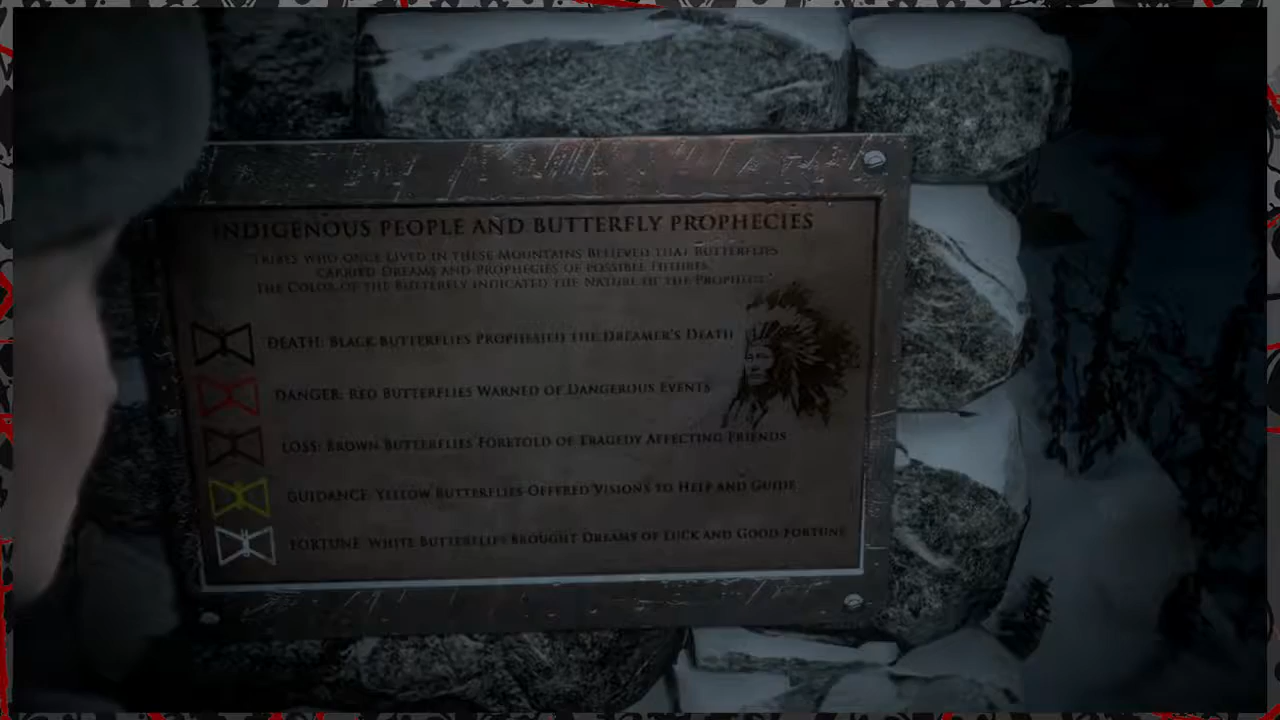 INDIGENOUS PEOPLE AND BUTTERFLY PROPHECIES
"TRIBES WHO ONCE LIVED IN THESE MOUNTAINS BELIEVED THAT BUTTERFLIES
CARRIED DREAMS AND PROPHECIES OF POSSIBLE FUTURES.
THE COLOR OF THE BUTTERFLY INDICATED THE NATURE OF THE PROPHECY."
DEATH: BLACK BUTTERFLIES PROPHESIED THE DREAMER'S DEATH
DANGER: RED BUTTERFLIES WARNED OF DANGEROUS EVENTS
LOSS: BROWN BUTTERFLIES FORETOLD OF TRAGEDY AFFECTING FRIENDS
GUIDANCE: YELLOW BUTTERFLIES OFFRED VISIONS TO HELP AND GUIDE
FORTUNE: WHITE BUTTERFLIES BROUGHT DREAMS OF LUCK AND GOOD FORTUNE